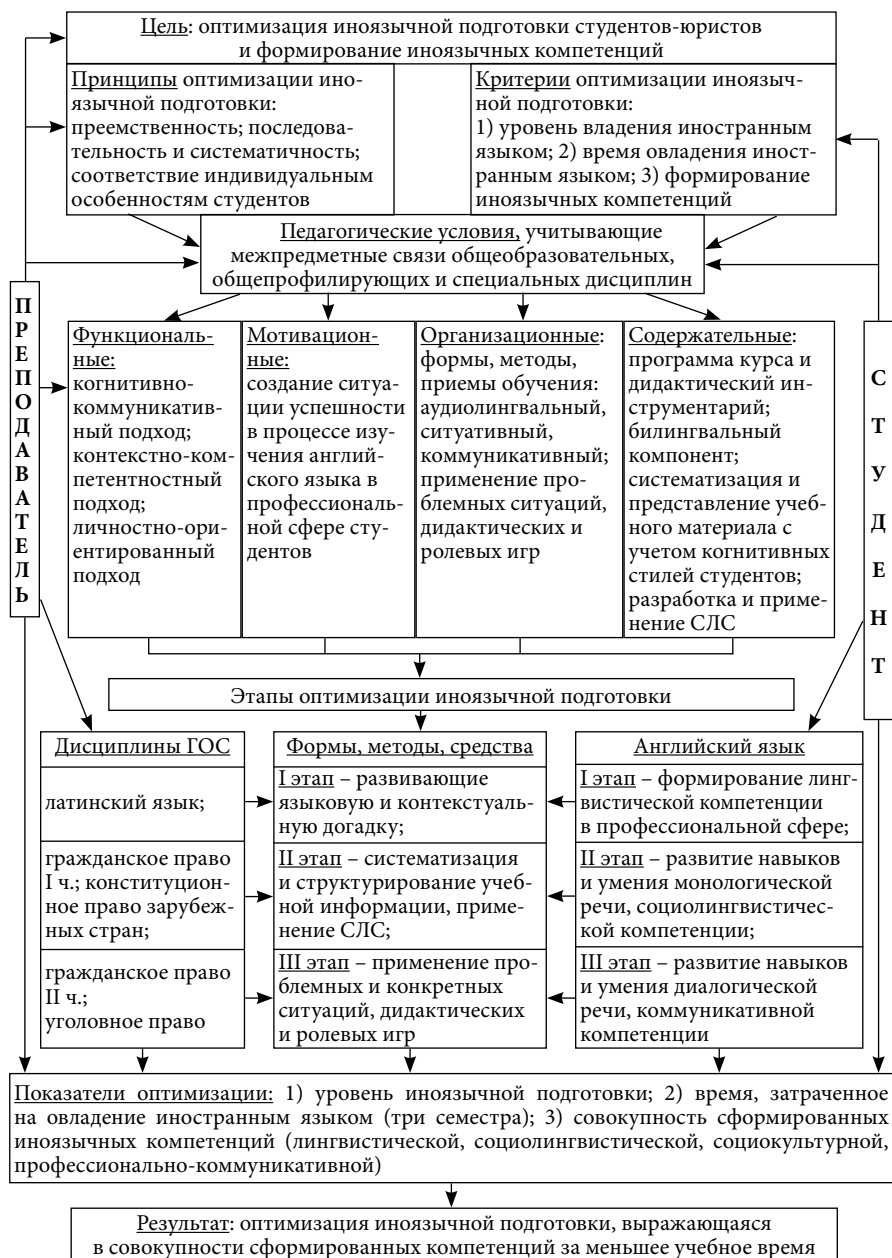 Цель: оптимизация иноязычной подготовки студентов-юристов
и формирование иноязычных компетенций
Принципы оптимизации ино-
язычной подготовки:
преемственность; последова-
тельность и систематичность;
соответствие индивидуальным
особенностям студентов
Критерии оптимизации иноязыч-
ной подготовки:
1) уровень владения иностранным
языком; 2) время овладения иност-
ранным языком; 3) формирование
иноязычных компетенций
Педагогические условия, учитывающие
межпредметные связи общеобразовательных,
общепрофилирующих и специальных дисциплин
ПРЕПОДАВАТЕЛЬ
Функциональ-
ные:
когнитивно-
коммуникатив-
ный подход;
контекстно-ком-
петентностный
подход;
личностно-ори-
ентированный
подход
Мотивацион-
ные:
создание ситуа-
ции успешности
в процессе изу-
чения англий-
ского языка в
профессиональ-
ной сфере сту-
дентов
Организационные:
формы, методы,
приемы обучения:
аудиолингвальный,
ситуативный,
коммуникативный;
применение про-
блемных ситуаций,
дидактических и
ролевых игр
Содержательные:
программа курса и
дидактический ин-
струментарий;
билингвальный
компонент;
систематизация и
представление учеб-
ного материала с
учетом когнитивных
стилей студентов;
разработка и приме-
нение СЛС
СТУДЕНТ
Этапы оптимизации иноязычной подготовки
Дисциплины ГОС
латинский язык;
гражданское право
I ч.; конституцион-
ное право зарубеж-
ных стран;
гражданское право
II ч.;
уголовное право
Формы, методы, средства
I этап – развивающие
языковую и контекстуаль-
ную догадку;
II этап – систематизация
и структурирование учеб-
ной информации, приме-
нение СЛС;
III этап – применение про-
блемных и конкретных
ситуаций, дидактических
и ролевых игр
Английский язык
I этап – формирование линг-
вистической компетенции
в профессиональной сфере;
II этап – развитие навыков
и умения монологической
речи, социолингвистичес-
кой компетенции;
III этап – развитие навыков
и умения диалогической
речи, коммуникативной
компетенции
Показатели оптимизации: 1) уровень иноязычной подготовки; 2) время, затраченное
на овладение иностранным языком (три семестра); 3) совокупность сформированных
иноязычных компетенций (лингвистической, социолингвистической, социокультурной,
профессионально-коммуникативной)
Результат: оптимизация иноязычной подготовки, выражающаяся
в совокупности сформированных компетенций за меньшее учебное время